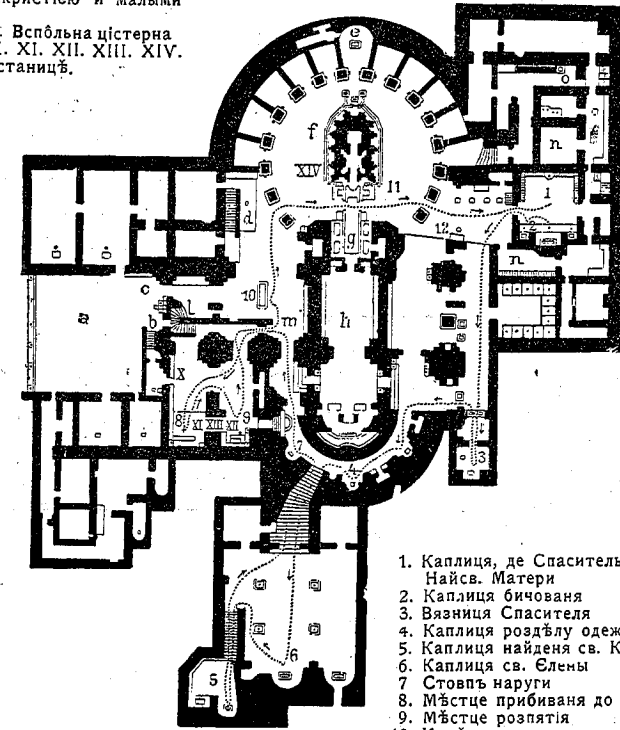 кристією и малыми
Вспôльна цістерна
XI. XII. XIII. XIV.
станицѣ.
e
o
f
n
XIV
1
11
d
g
12
2
n
c
10
l
m
h
b
X
8 XI XIII XII 9
7
4
3
6
5
1. Каплиця, де Спаситель
Найсв. Матери
2. Каплиця бичованя
3. Вязниця Спасителя
4. Каплиця роздѣлу одеж
5. Каплиця найденя св. К
6. Каплиця св. Єлены
7 Стовпъ наруги
8. Мѣстце прибиваня до
9. Мѣстце розпятія